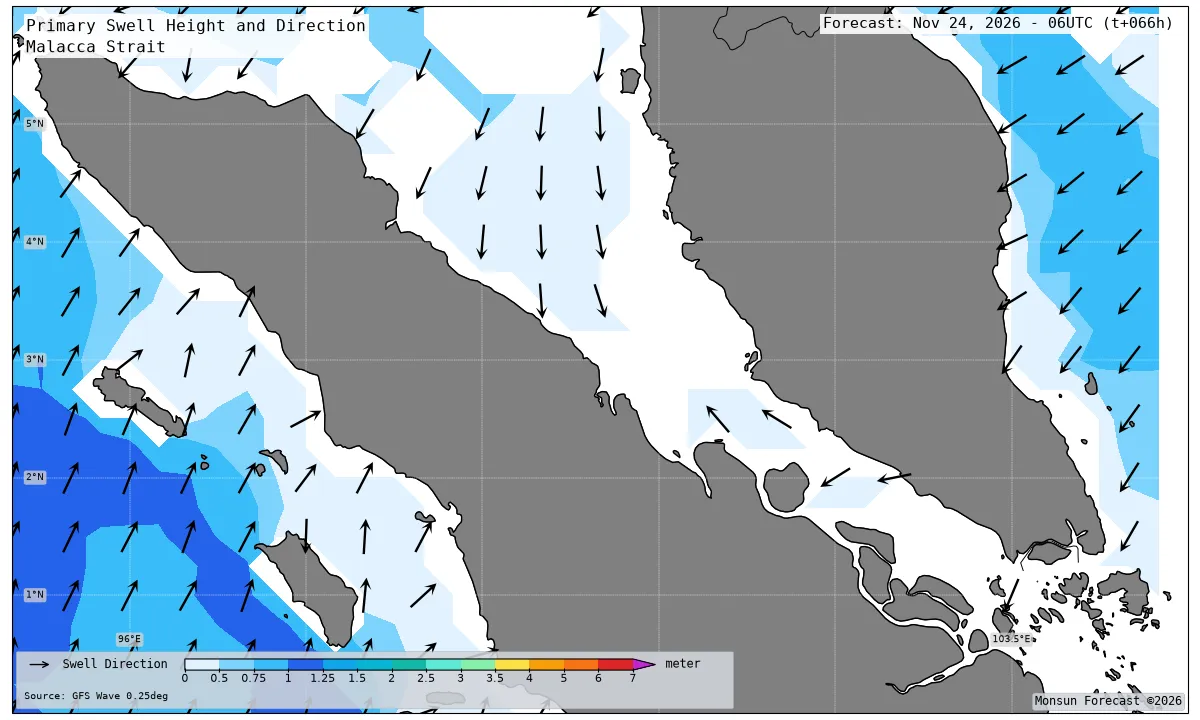 Primary Swell Height and Direction
Malacca Strait
Forecast: Nov 24, 2026 - 06UTC (t+066h)
5°N
4°N
3°N
2°N
1°N
96°E
103.5°E
Swell Direction
0 0.5 0.75 1 1.25 1.5 2 2.5 3 3.5 4 5 6 7
meter
Source: GFS Wave 0.25deg
Monsun Forecast ©2026